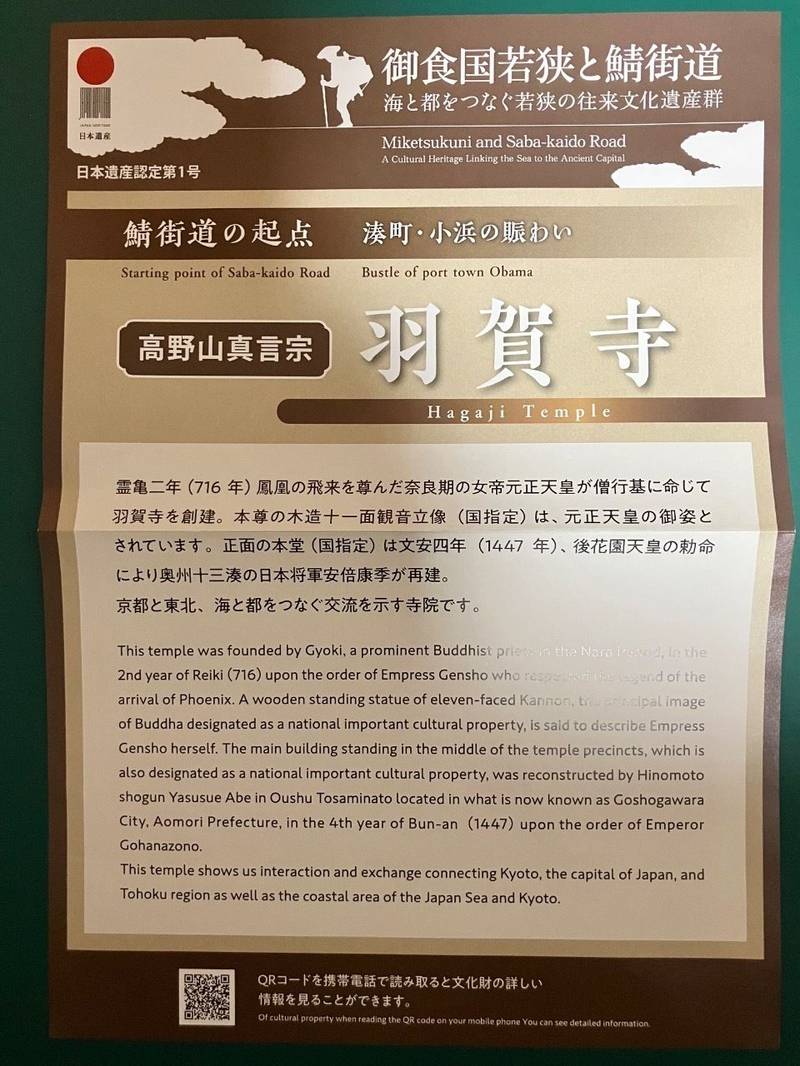 御食国若狭と鯖街道
海と都をつなぐ若狭の往来文化遺産群
Miketsukuni and Saba-kaido Road
A Cultural Heritage Linking the Sea to the Ancient Capital
JAPAN HERITAGE
日本遺産
日本遺産認定第1号
鯖街道の起点 湊町・小浜の賑わい
Starting point of Saba-kaido Road Bustle of port town Obama
高野山真言宗 羽賀寺
Hagaji Temple
霊亀二年（716 年）鳳凰の飛来を尊んだ奈良期の女帝元正天皇が僧行基に命じて
羽賀寺を創建。本尊の木造十一面観音立像（国指定）は、元正天皇の御姿と
されています。正面の本堂（国指定）は文安四年（1447 年）、後花園天皇の勅命
により奥州十三湊の日本将軍安倍康季が再建。
京都と東北、海と都をつなぐ交流を示す寺院です。
This temple was founded by Gyoki, a prominent Buddhist priest in the Nara Period, in the
2nd year of Reiki（716）upon the order of Empress Gensho who respected the legend of the
arrival of Phoenix. A wooden standing statue of eleven-faced Kannon, the principal image
of Buddha designated as a national important cultural property, is said to describe Empress
Gensho herself. The main building standing in the middle of the temple precincts, which is
also designated as a national important cultural property, was reconstructed by Hinomoto
shogun Yasusue Abe in Oushu Tosaminato located in what is now known as Goshogawara
City, Aomori Prefecture, in the 4th year of Bun-an（1447）upon the order of Emperor
Gohanazono.
This temple shows us interaction and exchange connecting Kyoto, the capital of Japan, and
Tohoku region as well as the coastal area of the Japan Sea and Kyoto.
QRコードを携帯電話で読み取ると文化財の詳しい
情報を見ることができます。
Of cultural property when reading the QR code on your mobile phone You can see detailed information.